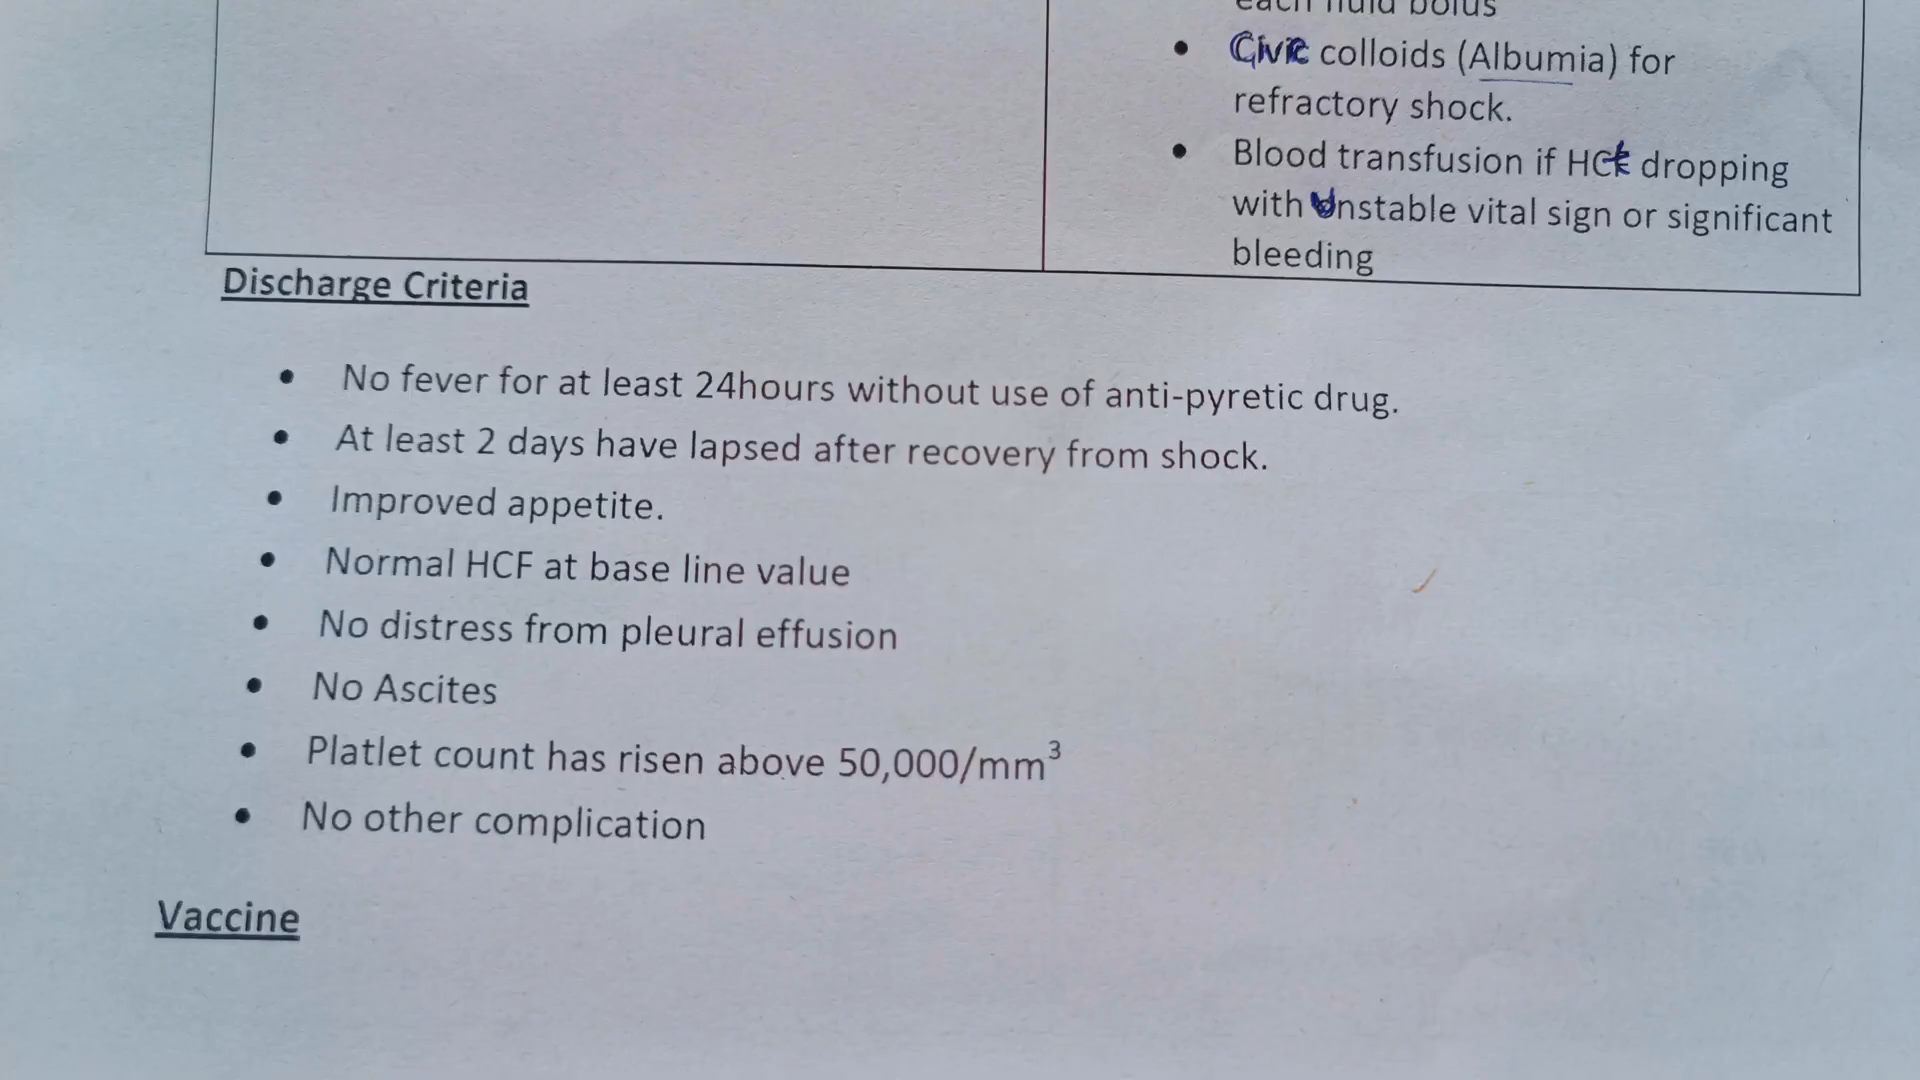 each fluid bolus
• Give colloids (Albumia) for
refractory shock.
• Blood transfusion if HCt dropping
with Unstable vital sign or significant
bleeding
Discharge Criteria
• No fever for at least 24hours without use of anti-pyretic drug.
• At least 2 days have lapsed after recovery from shock.
• Improved appetite.
• Normal HCF at base line value
• No distress from pleural effusion
• No Ascites
• Platlet count has risen above 50,000/mm³
• No other complication
Vaccine